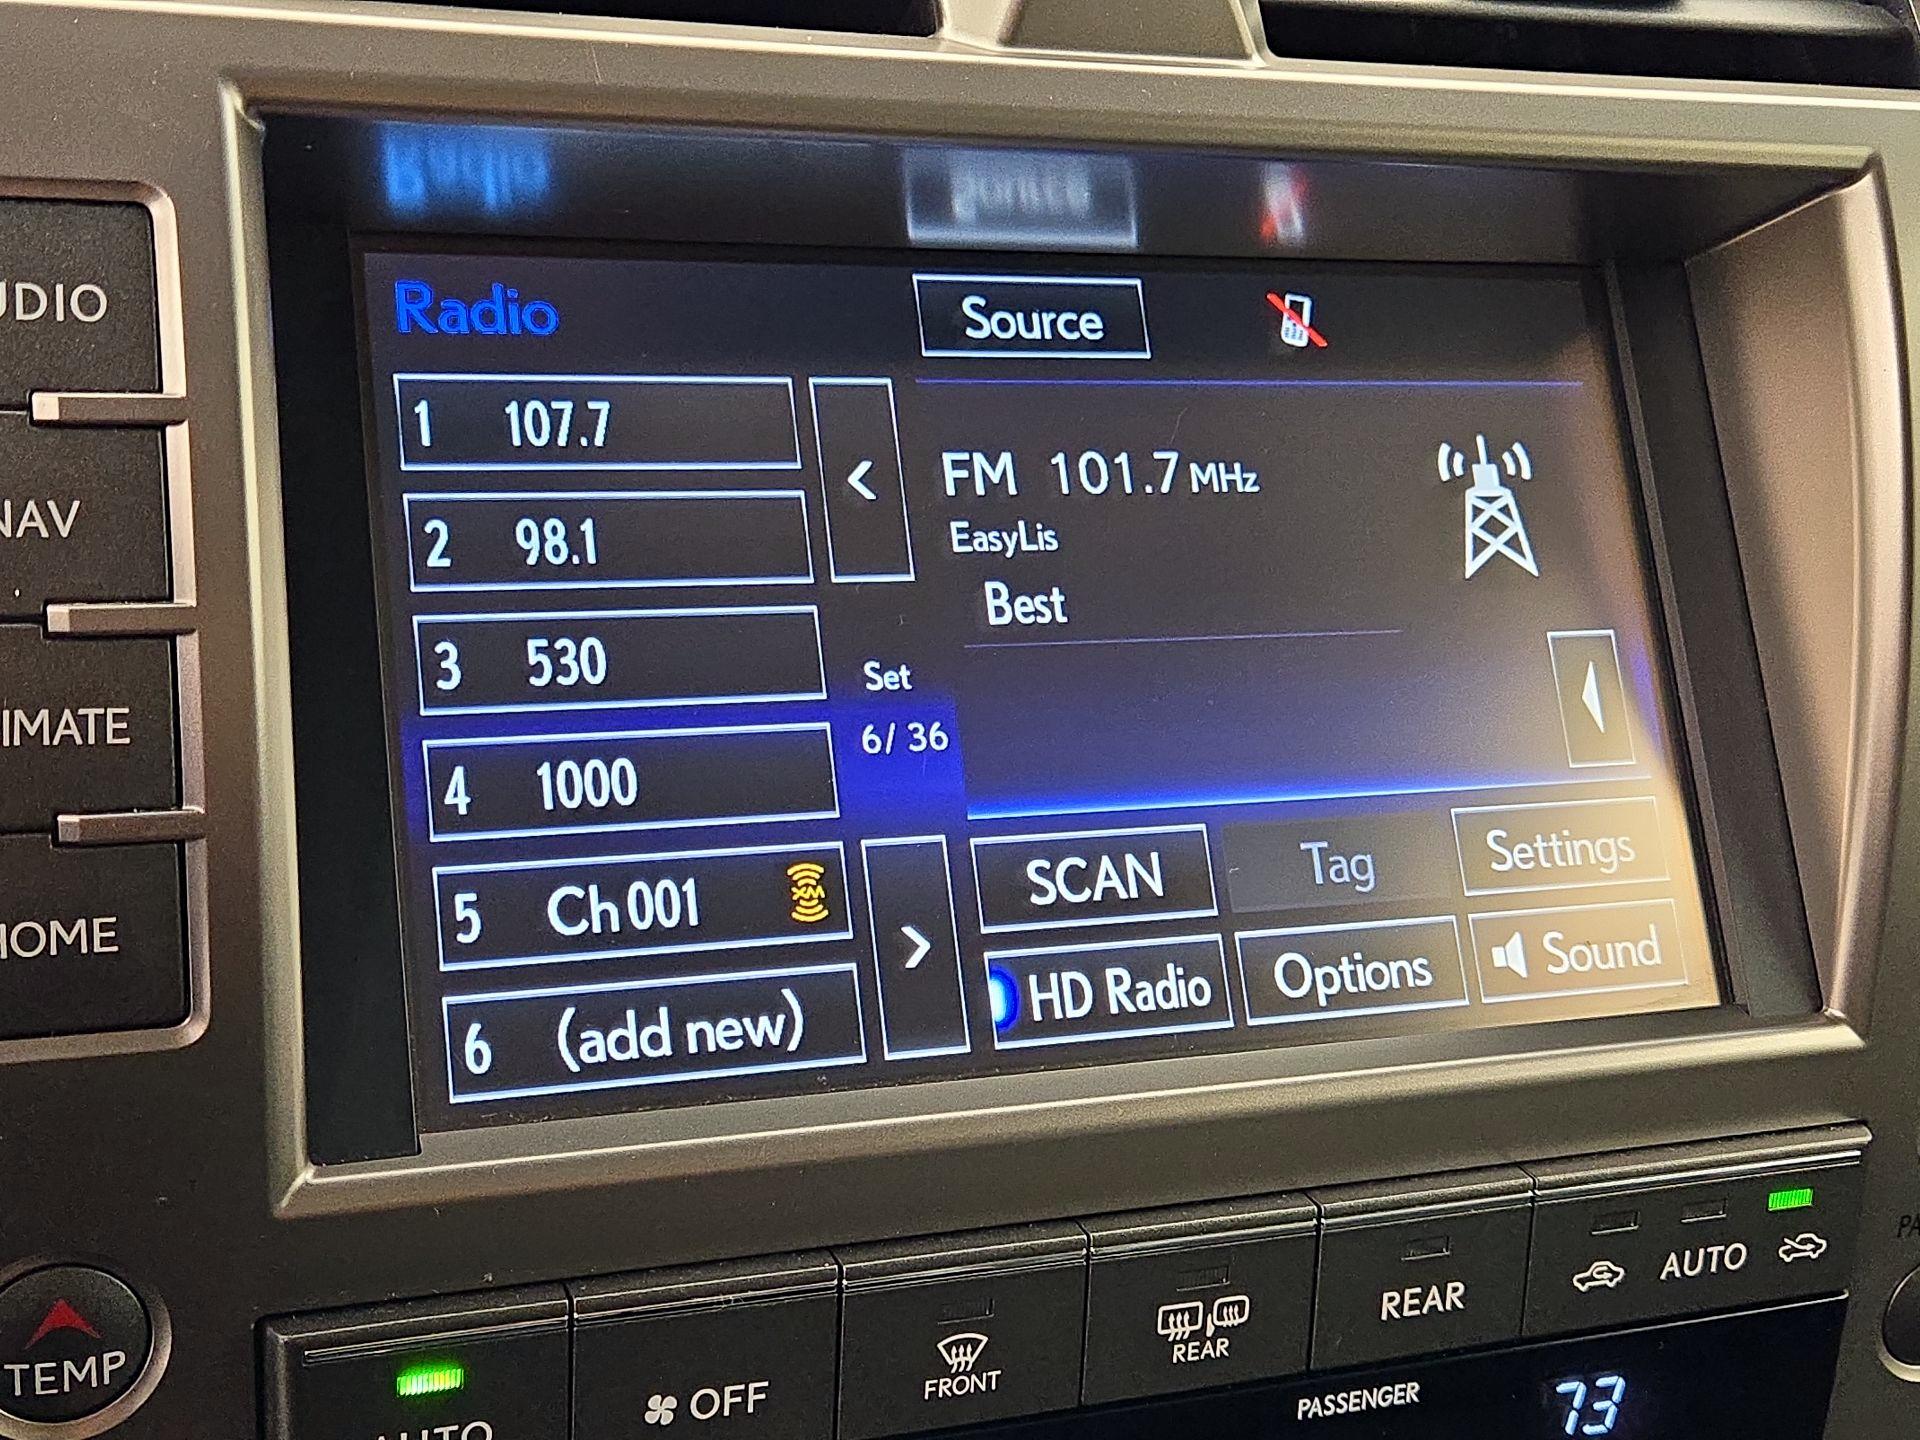 Radio
Source
1 107.7
2 98.1
3 530
4 1000
5 Ch 001 XM
6 (add new)
<
Set
6/ 36
>
FM 101.7 MHz
EasyLis
Best
SCAN
Tag
Settings
HD Radio
Options
Sound
UDIO
NAV
IMATE
HOME
TEMP
AUTO
OFF
FRONT
REAR
REAR
AUTO
PASSENGER
73
PA